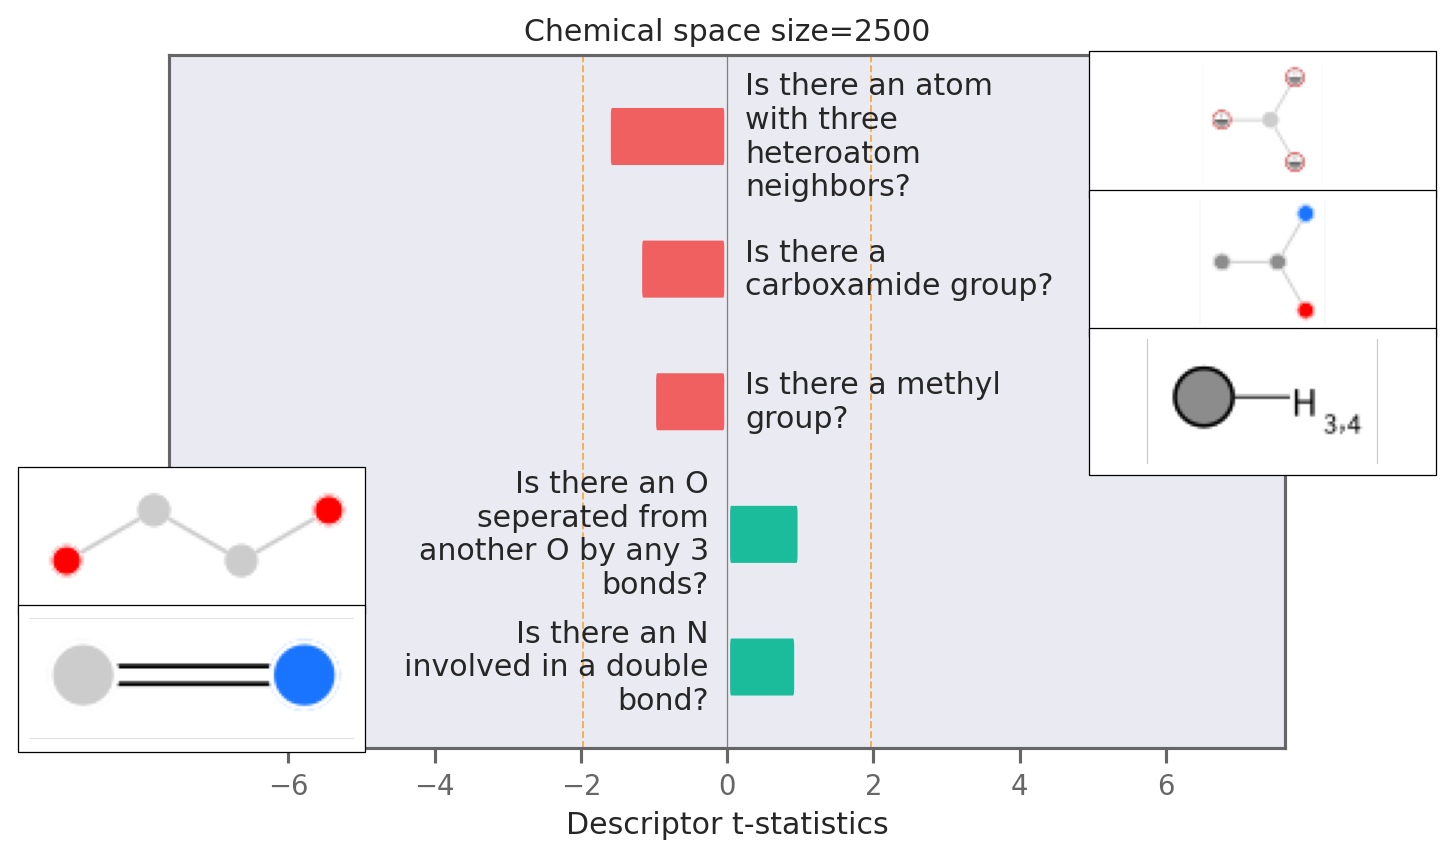 Chemical space size=2500
Is there an atom
with three
heteroatom
neighbors?
Is there a
carboxamide group?
Is there a methyl
group?
H 3,4
Is there an O
seperated from
another O by any 3
bonds?
Is there an N
involved in a double
bond?
−6 −4 −2 0 2 4 6
Descriptor t-statistics